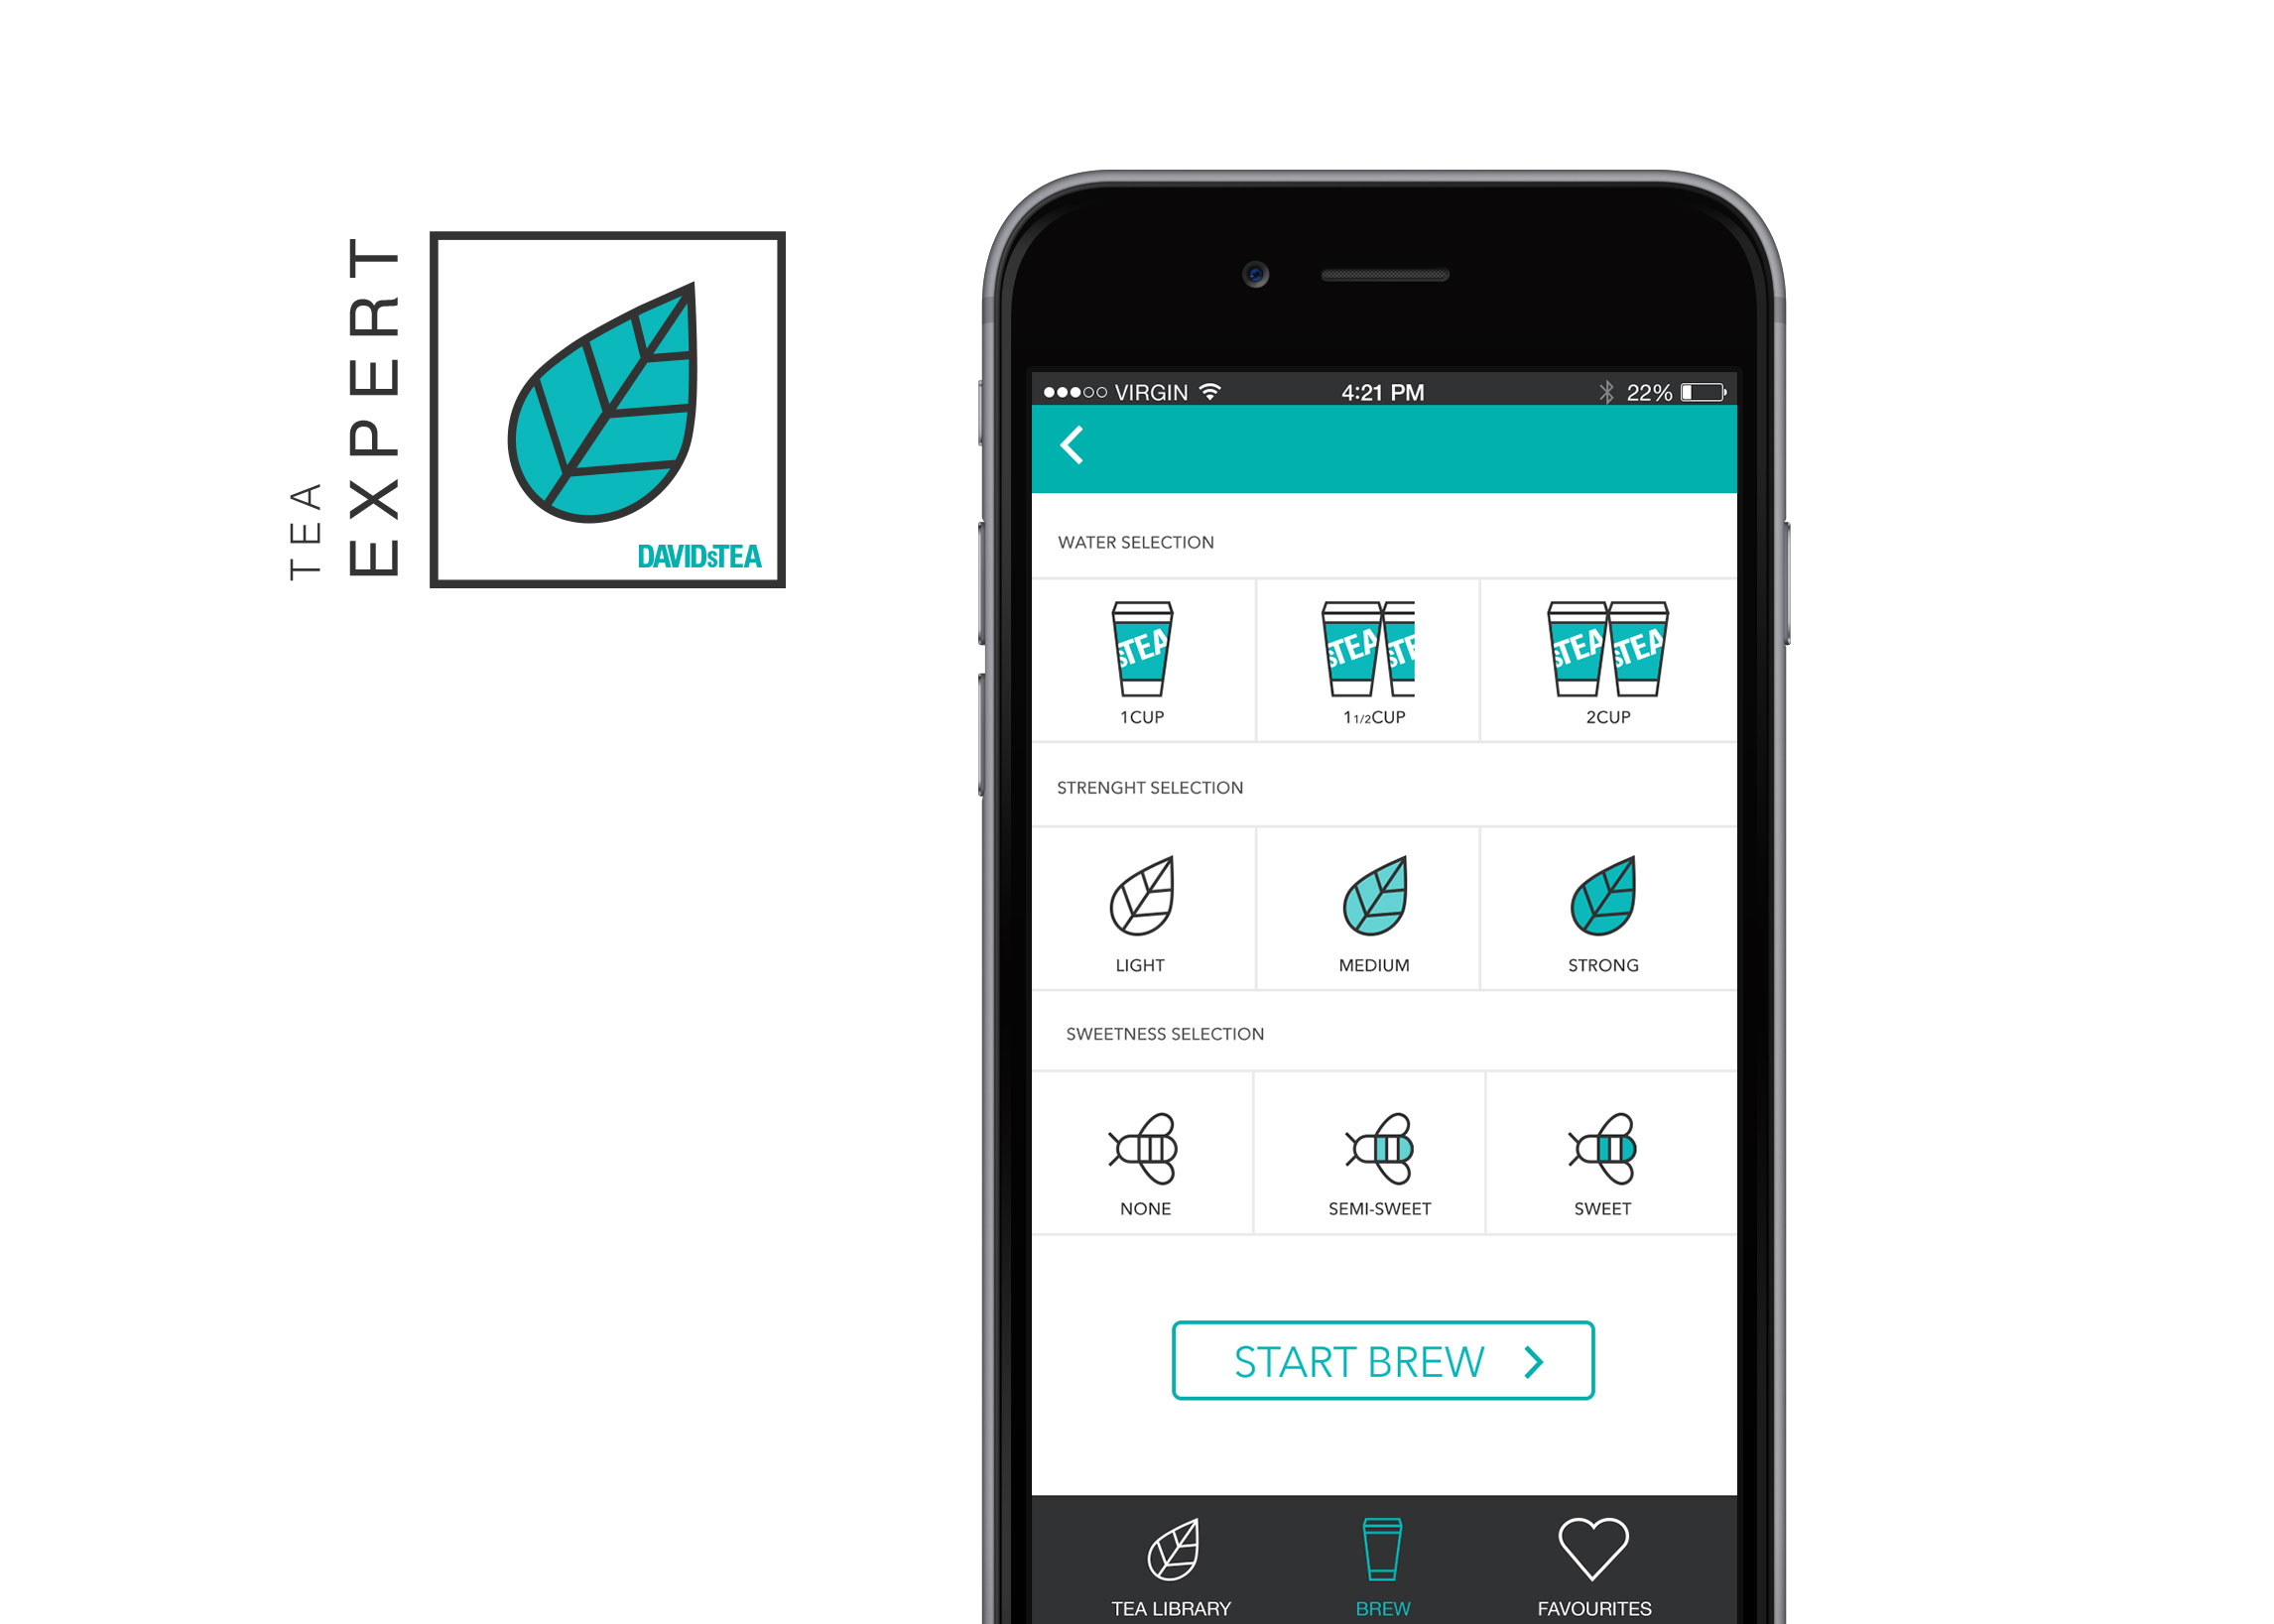 TEA
EXPERT
DAVIDsTEA
VIRGIN 4:21 PM 22%
WATER SELECTION
sTEA sTEA sTE sTEA sTEA
1CUP 1 1/2CUP 2CUP
STRENGHT SELECTION
LIGHT MEDIUM STRONG
SWEETNESS SELECTION
NONE SEMI-SWEET SWEET
START BREW
TEA LIBRARY BREW FAVOURITES